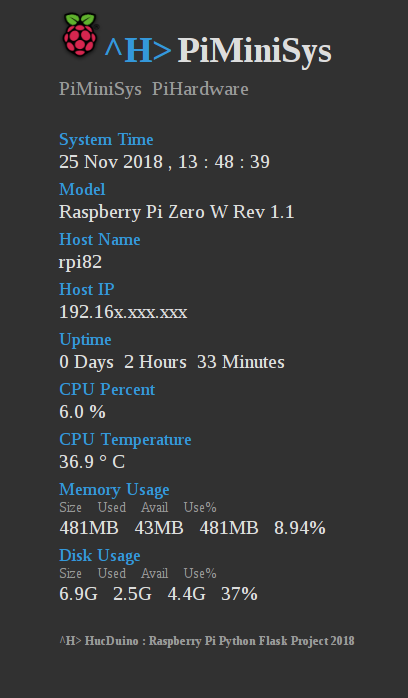 ^H> PiMiniSys
PiMiniSys PiHardware
System Time
25 Nov 2018 , 13 : 48 : 39
Model
Raspberry Pi Zero W Rev 1.1
Host Name
rpi82
Host IP
192.16x.xxx.xxx
Uptime
0 Days 2 Hours 33 Minutes
CPU Percent
6.0 %
CPU Temperature
36.9 ° C
Memory Usage
Size Used Avail Use%
481MB 43MB 481MB 8.94%
Disk Usage
Size Used Avail Use%
6.9G 2.5G 4.4G 37%
^H> HucDuino : Raspberry Pi Python Flask Project 2018